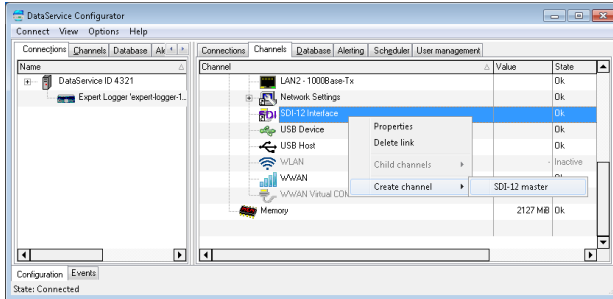 DataService Configurator
Connect View Options Help
Connections Channels Database Ale
Connections Channels Database Alerting Scheduler User management
Name
Channel Value State
DataService ID 4321
Expert Logger 'expert-logger-1...
LAN2 - 1000Base-Tx Ok
Network Settings Ok
SDI-12 Interface Ok
USB Device Ok
USB Host Ok
WLAN - Inactive
WWAN Ok
WWAN Virtual COM
Memory 2127 MiB Ok
Properties
Delete link
Child channels
Create channel
SDI-12 master
Configuration Events
State: Connected